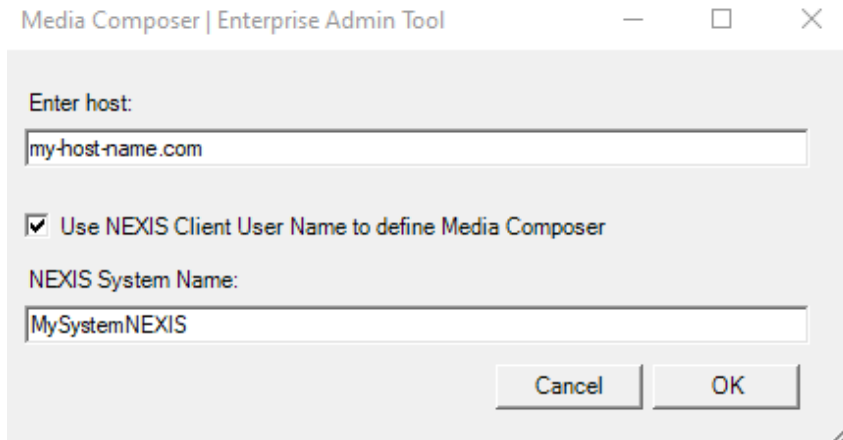 Media Composer | Enterprise Admin Tool
Enter host:
my-host-name.com
Use NEXIS Client User Name to define Media Composer
NEXIS System Name:
MySystemNEXIS
Cancel OK